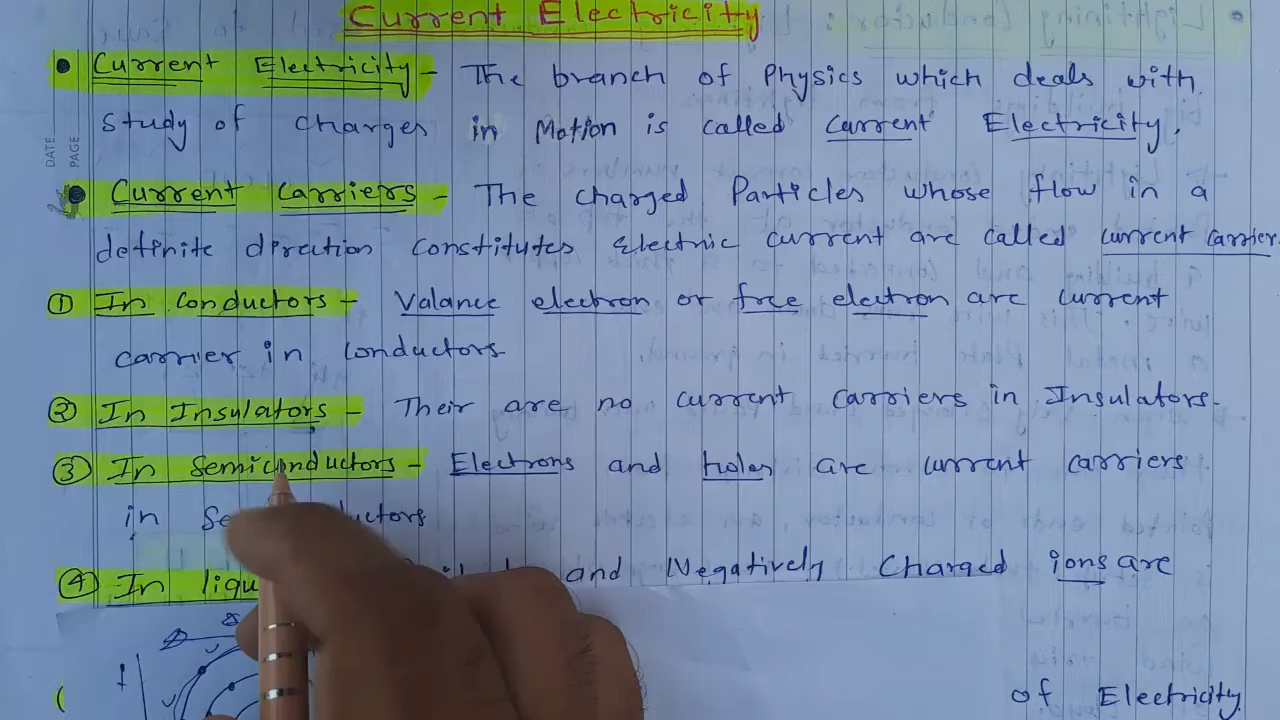 Current Electricity
• Current Electricity - The branch of Physics which deals with
study of charges in Motion is called current Electricity.
• Current carriers - The charged Particles whose flow in a
definite diraction constitutes Electric current are called current carrier.
① In conductors - Valance electron or free electron are current
carrier in conductors
② In Insulators - Their are no current carriers in Insulators.
③ In semiconductors - Electrons and holes are current carriers
in
④ In and Negatively Charged ions are
of Electricity
DATE
PAGE